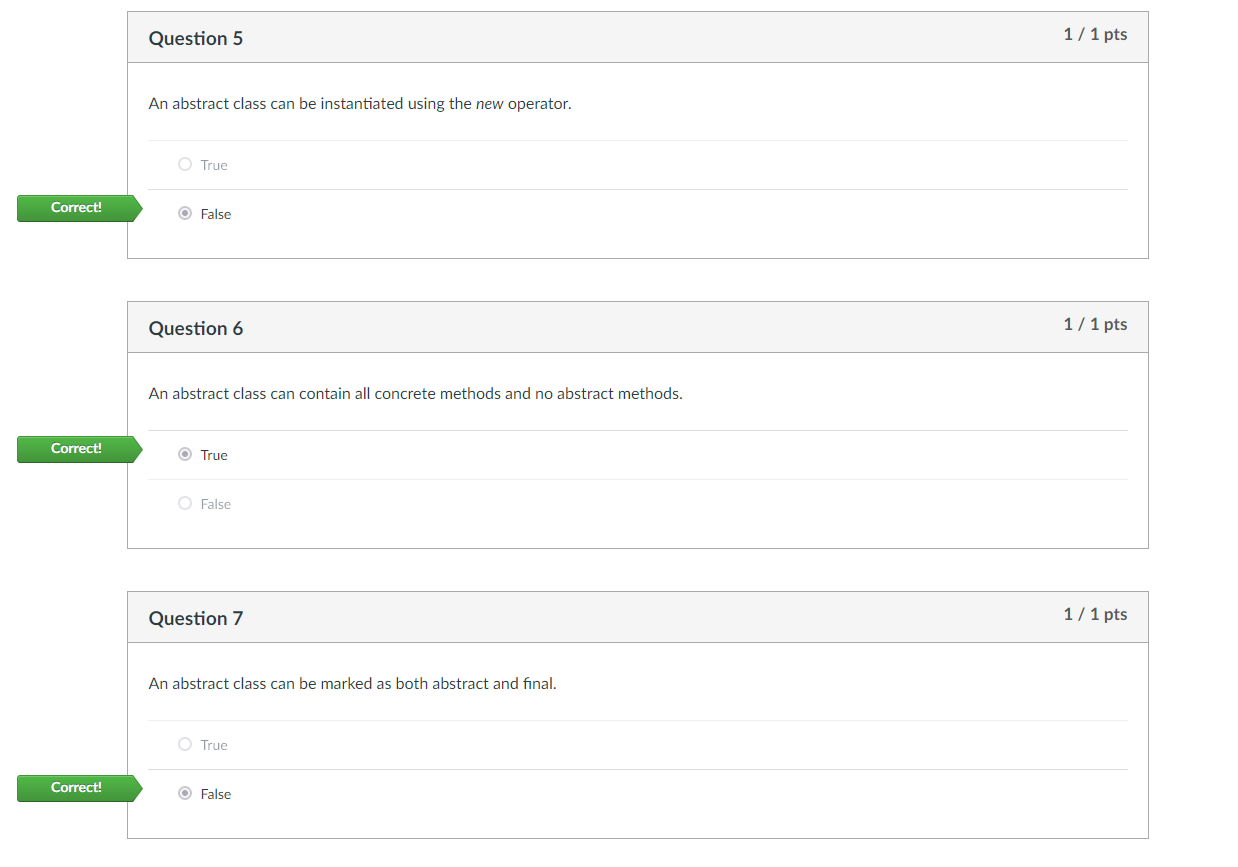 Question 5
1 / 1 pts
An abstract class can be instantiated using the new operator.
True
Correct!
False
Question 6
1 / 1 pts
An abstract class can contain all concrete methods and no abstract methods.
Correct!
True
False
Question 7
1 / 1 pts
An abstract class can be marked as both abstract and final.
True
Correct!
False